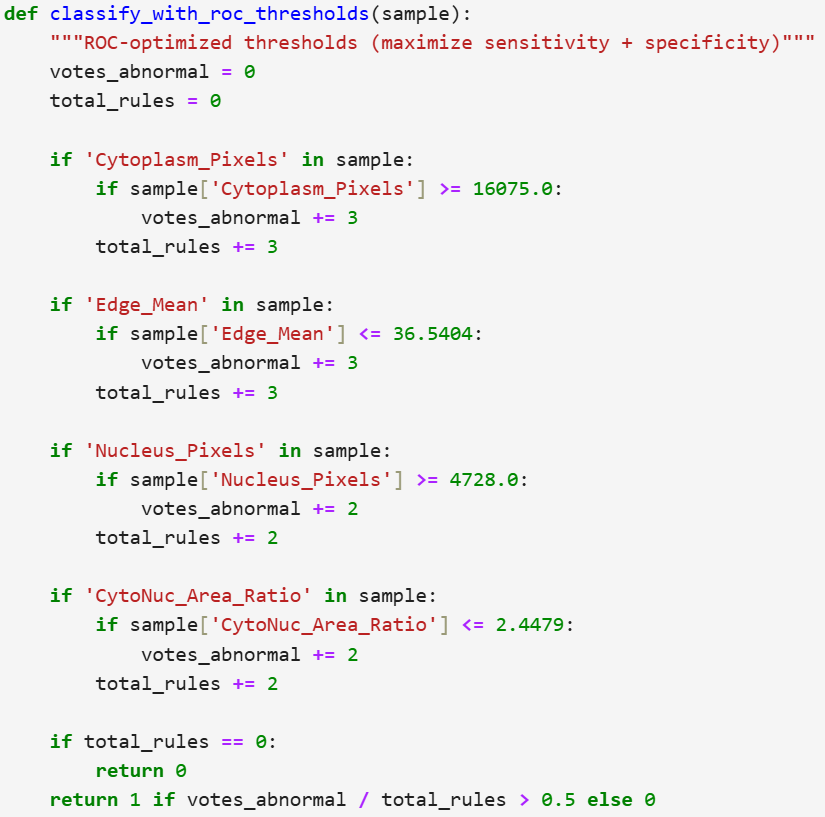 def classify_with_roc_thresholds(sample):
    """ROC-optimized thresholds (maximize sensitivity + specificity)"""
    votes_abnormal = 0
    total_rules = 0

    if 'Cytoplasm_Pixels' in sample:
        if sample['Cytoplasm_Pixels'] >= 16075.0:
            votes_abnormal += 3
        total_rules += 3

    if 'Edge_Mean' in sample:
        if sample['Edge_Mean'] <= 36.5404:
            votes_abnormal += 3
        total_rules += 3

    if 'Nucleus_Pixels' in sample:
        if sample['Nucleus_Pixels'] >= 4728.0:
            votes_abnormal += 2
        total_rules += 2

    if 'CytoNuc_Area_Ratio' in sample:
        if sample['CytoNuc_Area_Ratio'] <= 2.4479:
            votes_abnormal += 2
        total_rules += 2

    if total_rules == 0:
        return 0
    return 1 if votes_abnormal / total_rules > 0.5 else 0